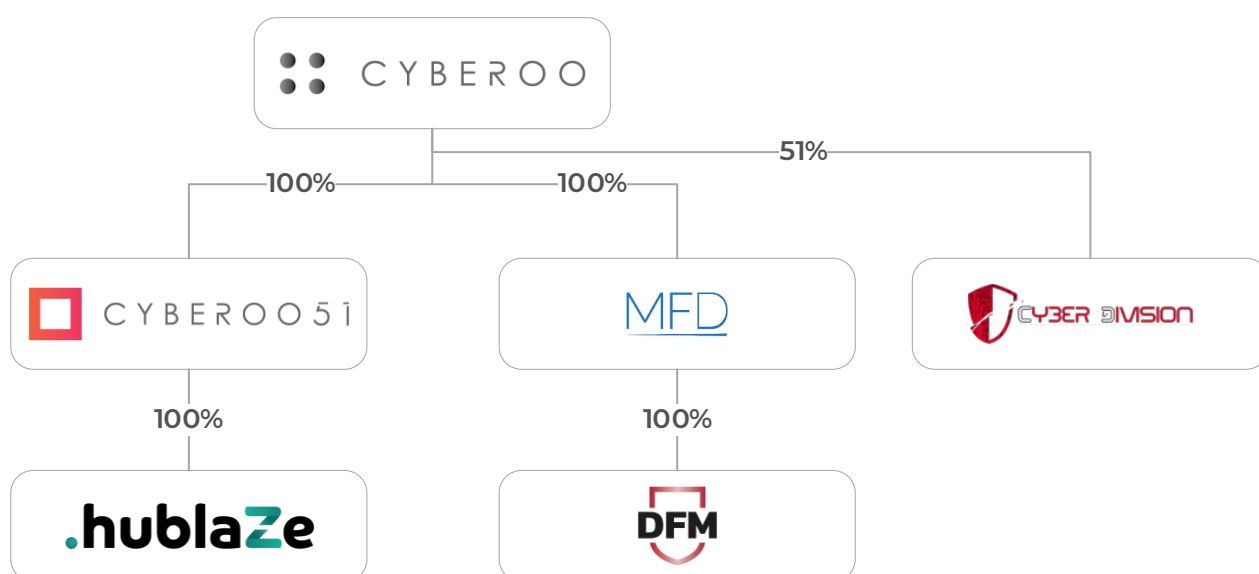 CYBEROO
51%
100%
100%
CYBEROO51
MFD
CYBER DIVISION
100%
100%
.hublaze
DFM